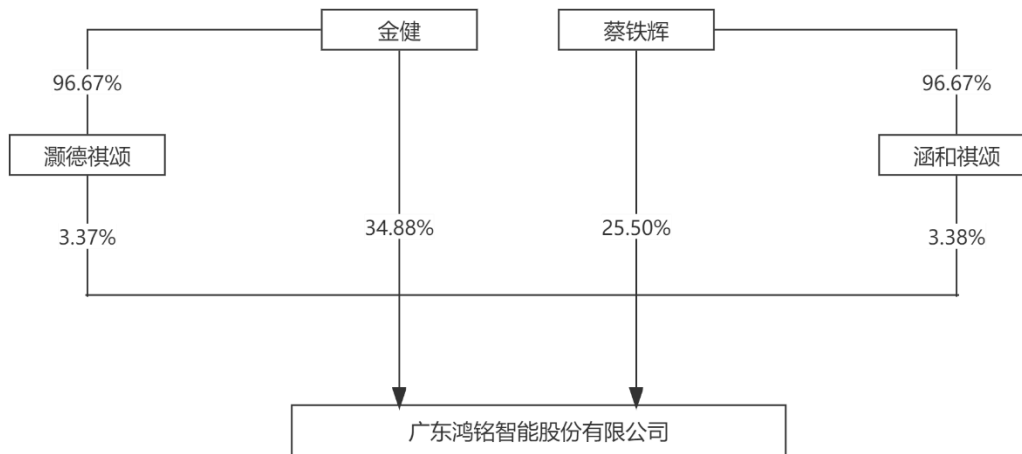 金健
蔡铁辉
96.67%
96.67%
灏德祺颂
涵和祺颂
3.37%
34.88%
25.50%
3.38%
广东鸿铭智能股份有限公司